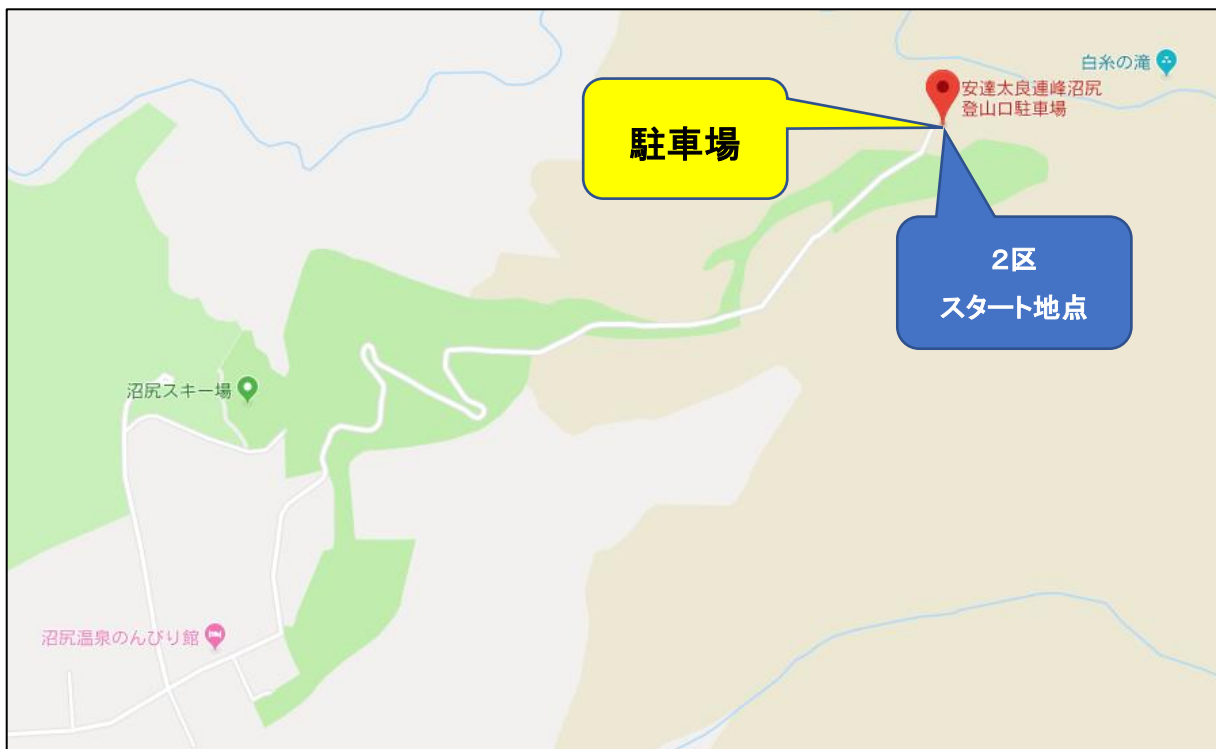 白糸の滝
安達太良連峰沼尻
登山口駐車場
駐車場
２区
スタート地点
沼尻スキー場
沼尻温泉のんびり館